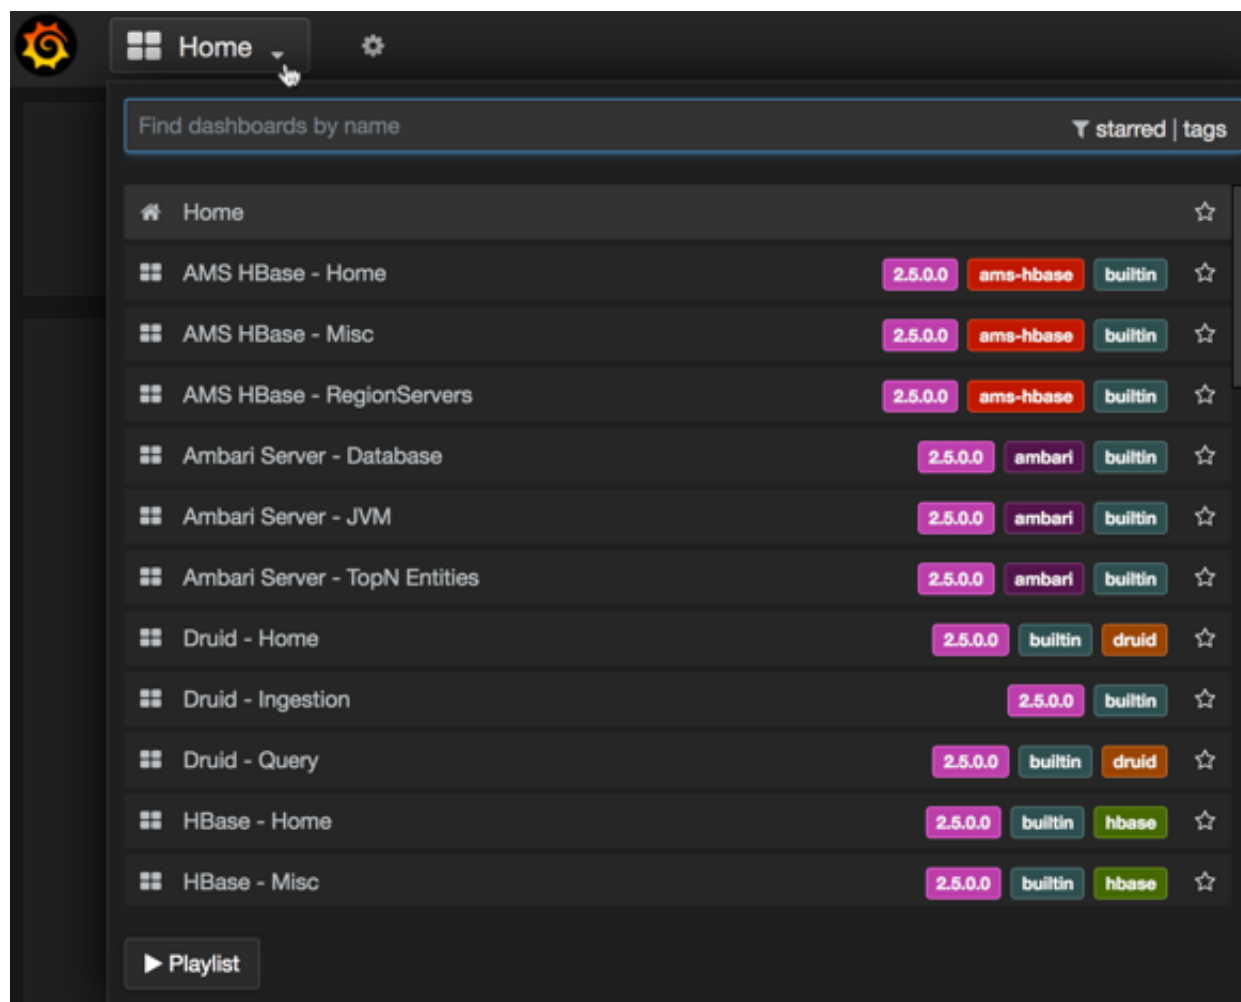 Home
Find dashboards by name starred | tags
Home
AMS HBase - Home 2.5.0.0 ams-hbase builtin
AMS HBase - Misc 2.5.0.0 ams-hbase builtin
AMS HBase - RegionServers 2.5.0.0 ams-hbase builtin
Ambari Server - Database 2.5.0.0 ambari builtin
Ambari Server - JVM 2.5.0.0 ambari builtin
Ambari Server - TopN Entities 2.5.0.0 ambari builtin
Druid - Home 2.5.0.0 builtin druid
Druid - Ingestion 2.5.0.0 builtin
Druid - Query 2.5.0.0 builtin druid
HBase - Home 2.5.0.0 builtin hbase
HBase - Misc 2.5.0.0 builtin hbase
Playlist